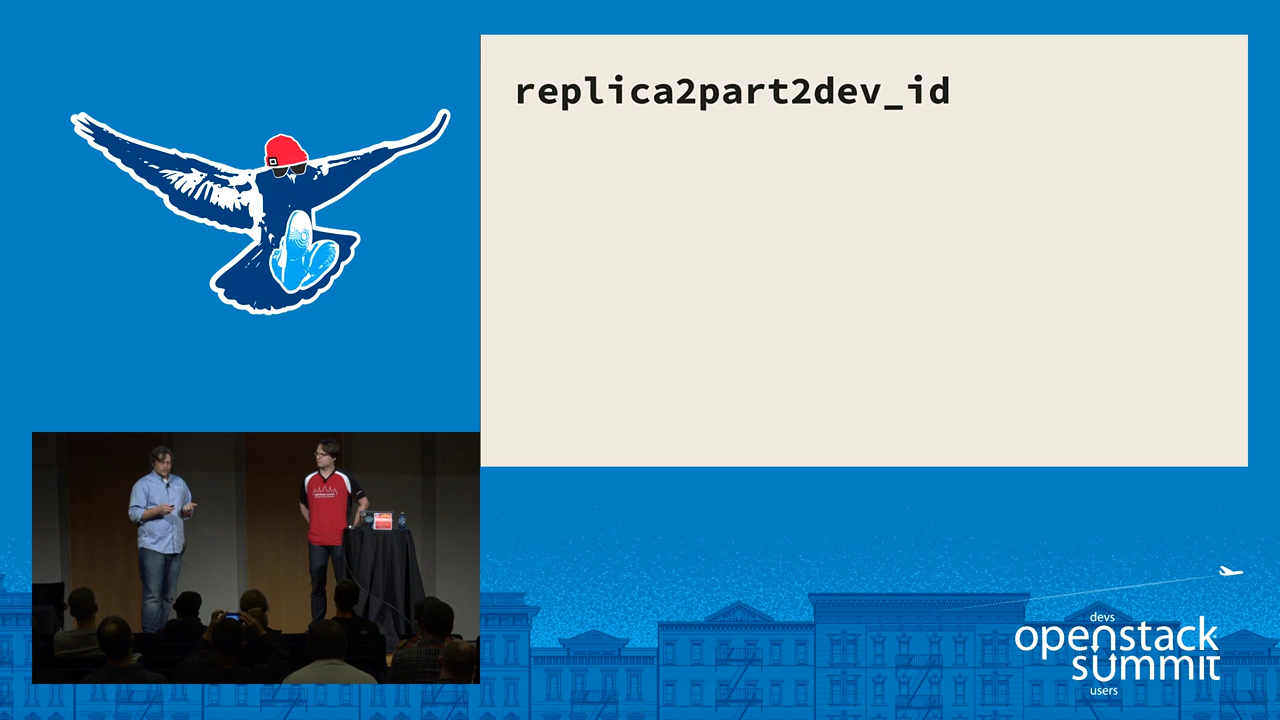 replica2part2dev_id
devs
openstack
summit
users